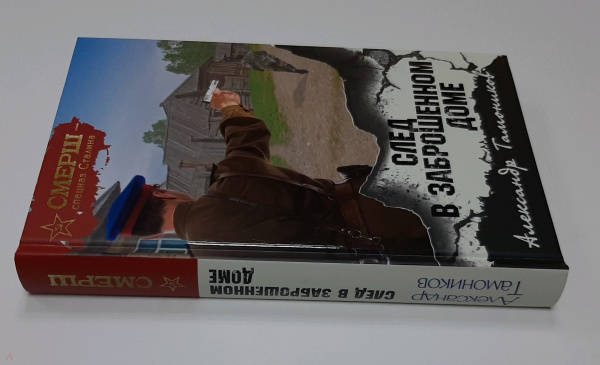 СМЕРШ –
спецназ Сталина
СЛЕД
В ЗАБРОШЕННОМ
ДОМЕ
Александр Тамоников
СМЕРШ
СЛЕД В ЗАБРОШЕННОМ
ДОМЕ
Александр
Тамоников